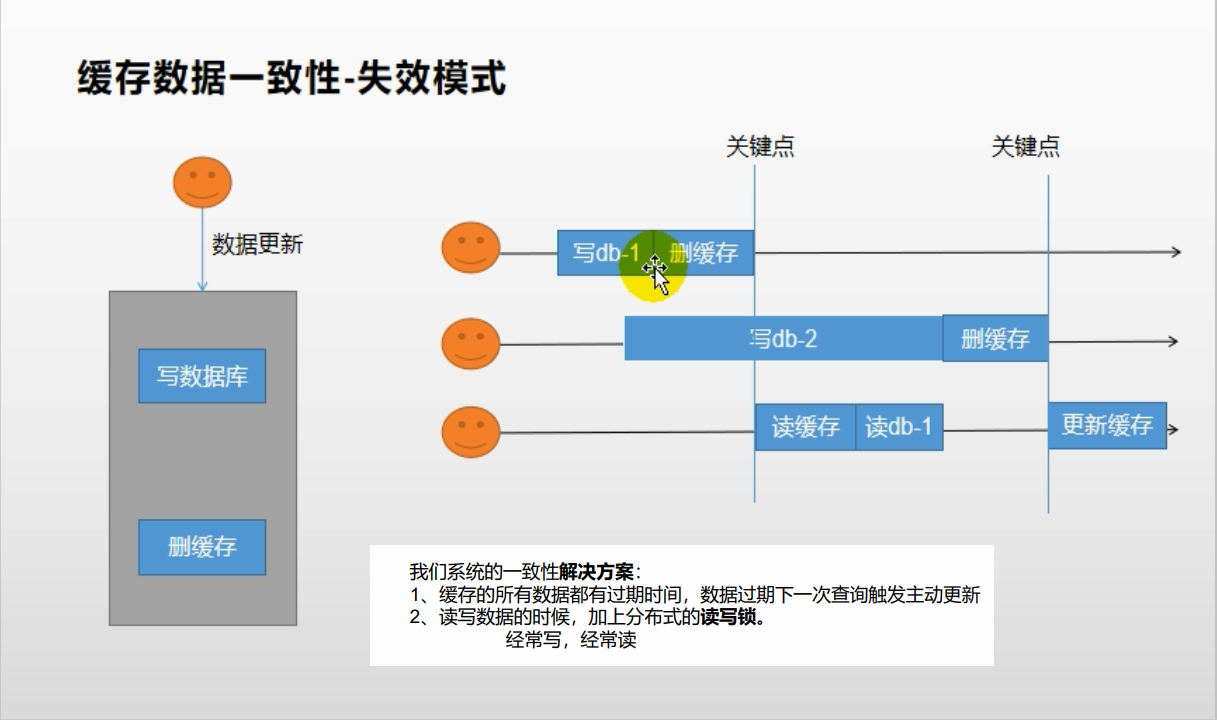 缓存数据一致性-失效模式
关键点
关键点
数据更新
写db-1
删缓存
写db-2
删缓存
写数据库
读缓存
读db-1
更新缓存
删缓存
我们系统的一致性解决方案：
1、缓存的所有数据都有过期时间，数据过期下一次查询触发主动更新
2、读写数据的时候，加上分布式的读写锁。
经常写，经常读